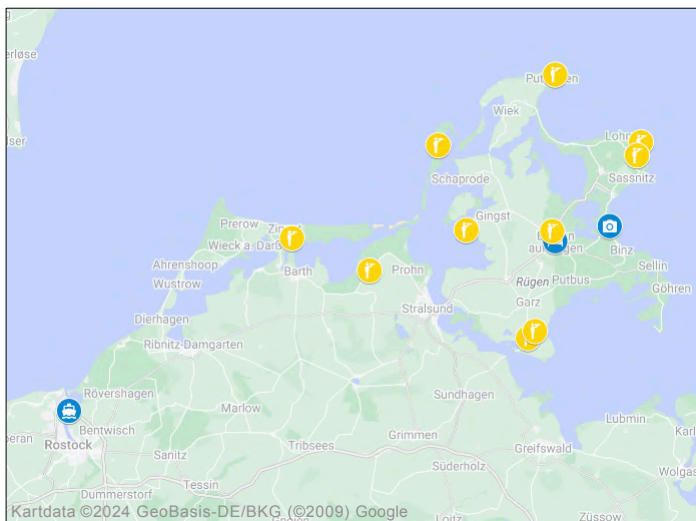 Putgarten
Wiek
Lohme
Sassnitz
Schaprode
Gingst
Prerow
Wieck a. Darß
Binz
Ahrenshoop
Barth
Prohn
Sellin
Wustrow
Rügen
Putbus
Göhren
Garz
Stralsund
Dierhagen
Ribnitz-Damgarten
Rövershagen
Sundhagen
Marlow
Lubmin
Bentwisch
Grimmen
Rostock
Tribsees
Greifswald
Sanitz
Süderholz
Tessin
Dummerstorf
Loitz
Züssow
Kartdata ©2024 GeoBasis-DE/BKG (©2009) Google